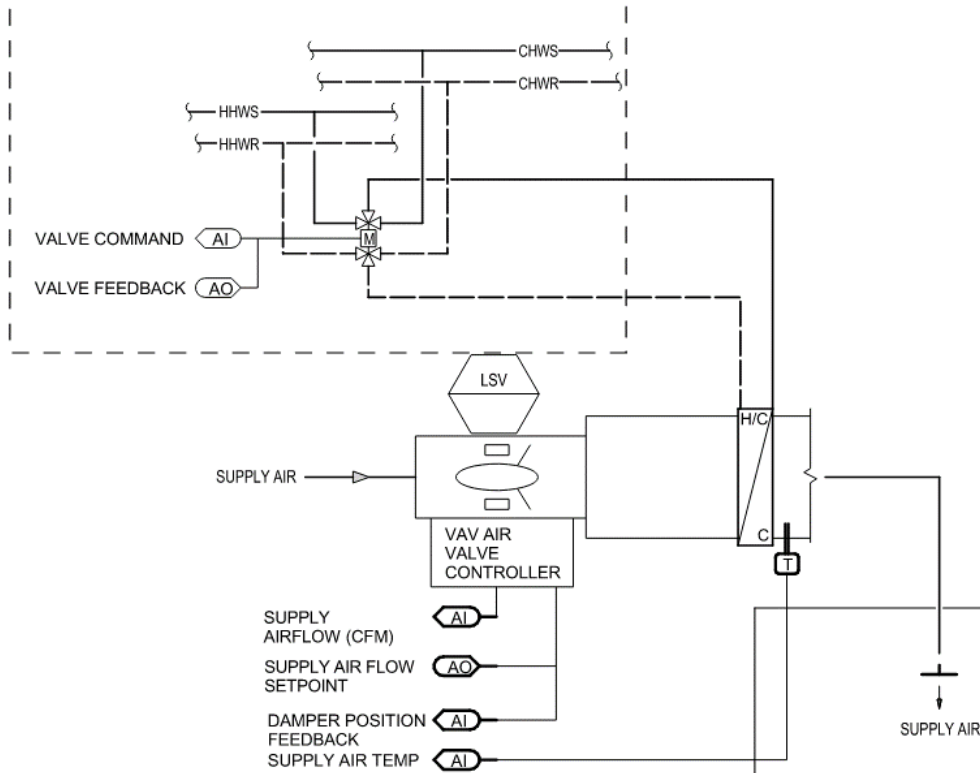 CHWS
CHWR
HHWS
HHWR
VALVE COMMAND AI
M
VALVE FEEDBACK AO
LSV
H/C
SUPPLY AIR
C
VAV AIR
VALVE
CONTROLLER
T
SUPPLY
AIRFLOW (CFM)
AI
SUPPLY AIR FLOW
SETPOINT
AO
DAMPER POSITION
FEEDBACK
AI
SUPPLY AIR TEMP AI
SUPPLY AIR